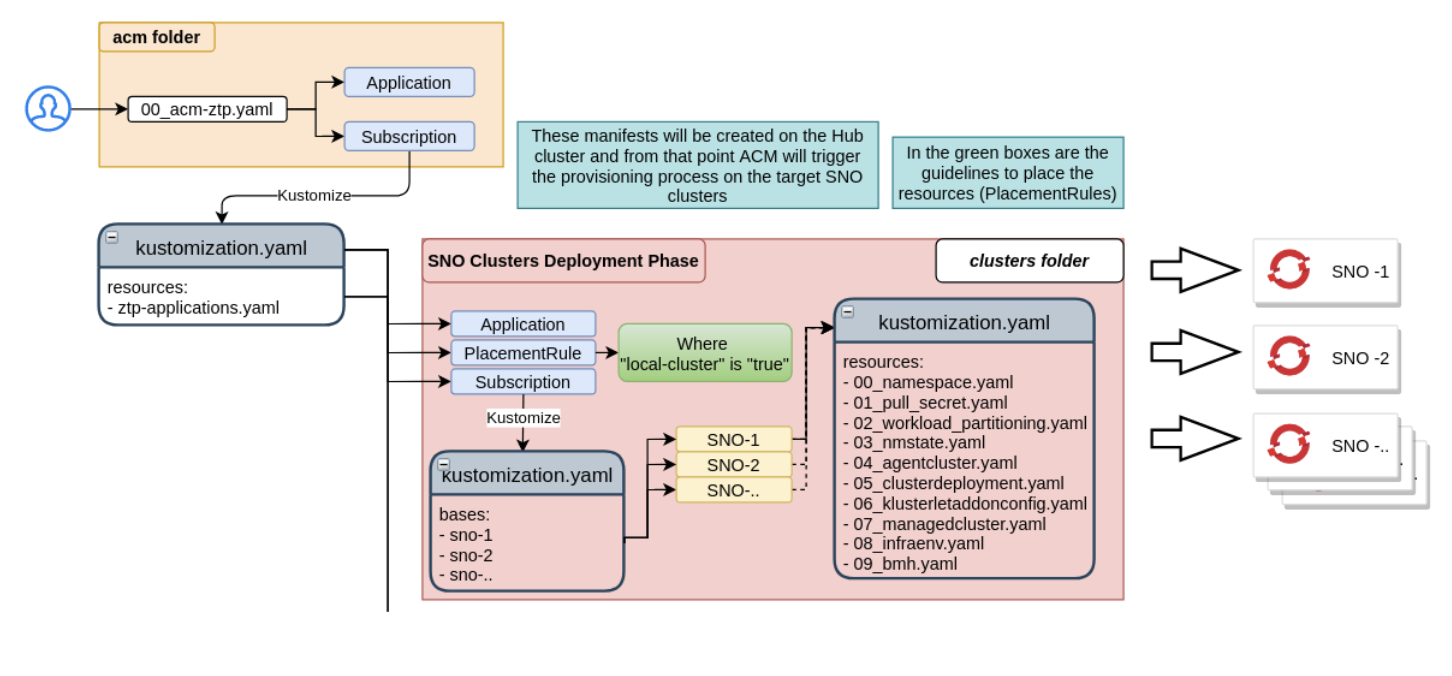 acm folder
00_acm-ztp.yaml
Application
Subscription
Kustomize
These manifests will be created on the Hub
cluster and from that point ACM will trigger
the provisioning process on the target SNO
clusters
In the green boxes are the
guidelines to place the
resources (PlacementRules)
kustomization.yaml
resources:
- ztp-applications.yaml
SNO Clusters Deployment Phase
clusters folder
Application
PlacementRule
Subscription
Where
"local-cluster" is "true"
Kustomize
kustomization.yaml
bases:
- sno-1
- sno-2
- sno-..
SNO-1
SNO-2
SNO-..
kustomization.yaml
resources:
- 00_namespace.yaml
- 01_pull_secret.yaml
- 02_workload_partitioning.yaml
- 03_nmstate.yaml
- 04_agentcluster.yaml
- 05_clusterdeployment.yaml
- 06_klusterletaddonconfig.yaml
- 07_managedcluster.yaml
- 08_infraenv.yaml
- 09_bmh.yaml
SNO -1
SNO -2
SNO -..